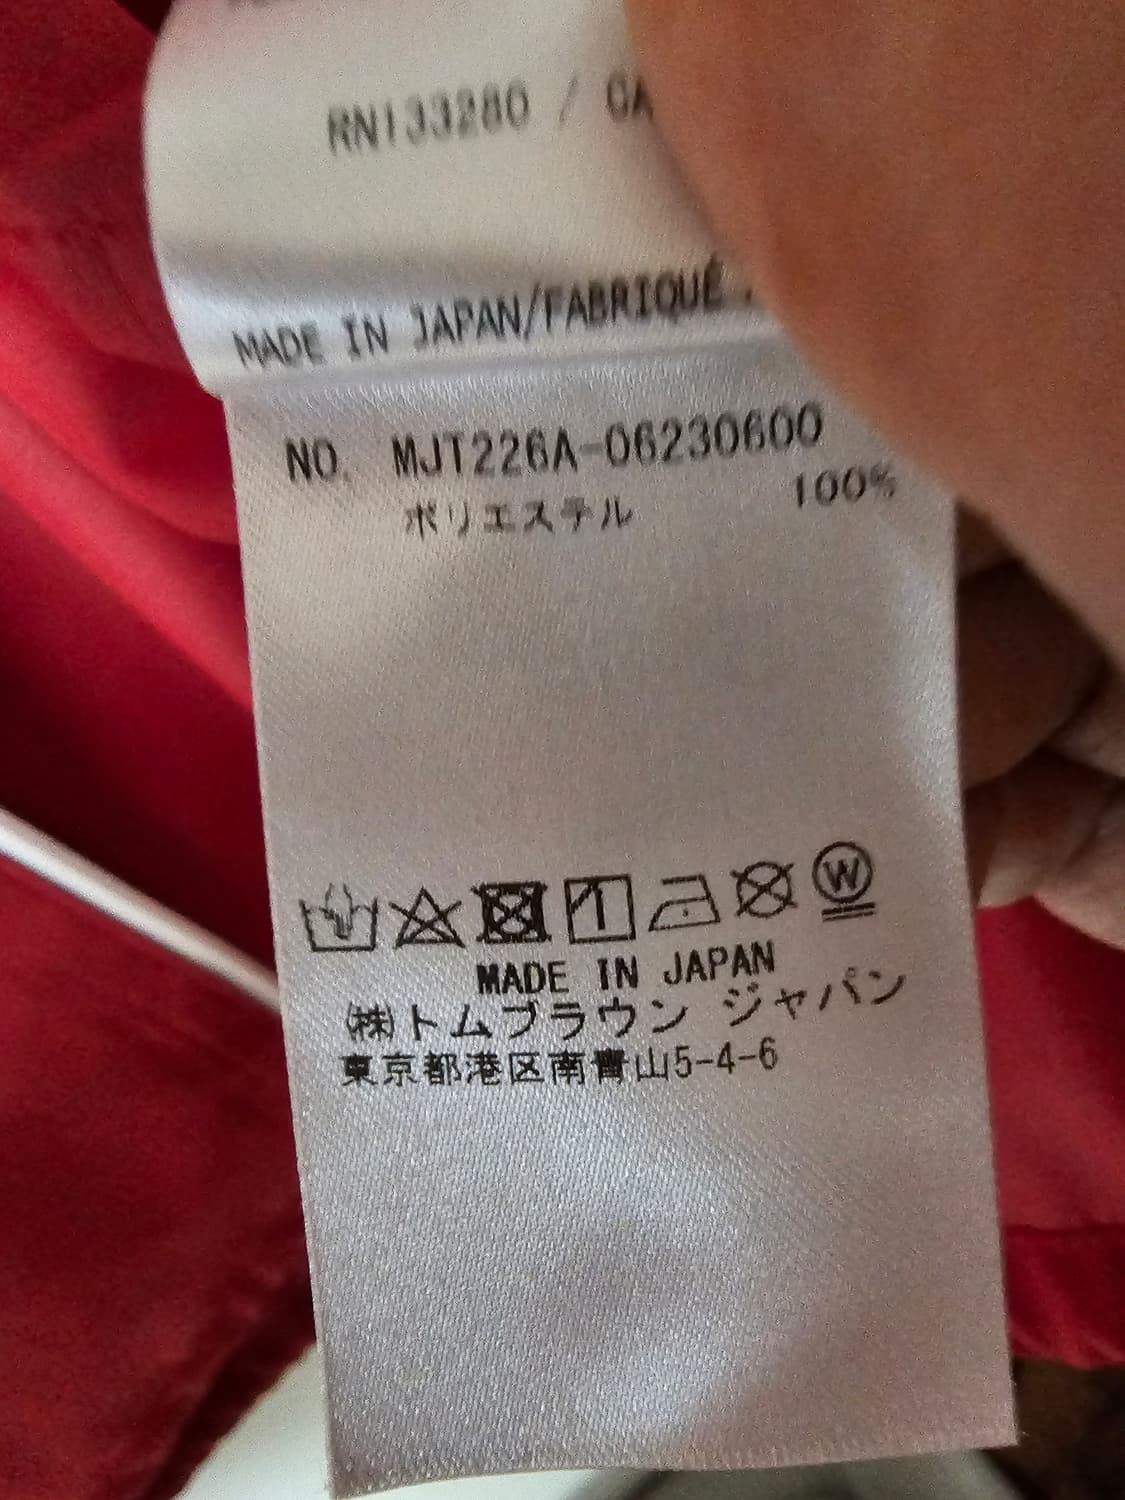 RN133280 / CA
MADE IN JAPAN/FABRIQUÉ
NO. MJT226A-06230600
ポリエステル 100%
W
MADE IN JAPAN
㈱トムブラウン ジャパン
東京都港区南青山5-4-6